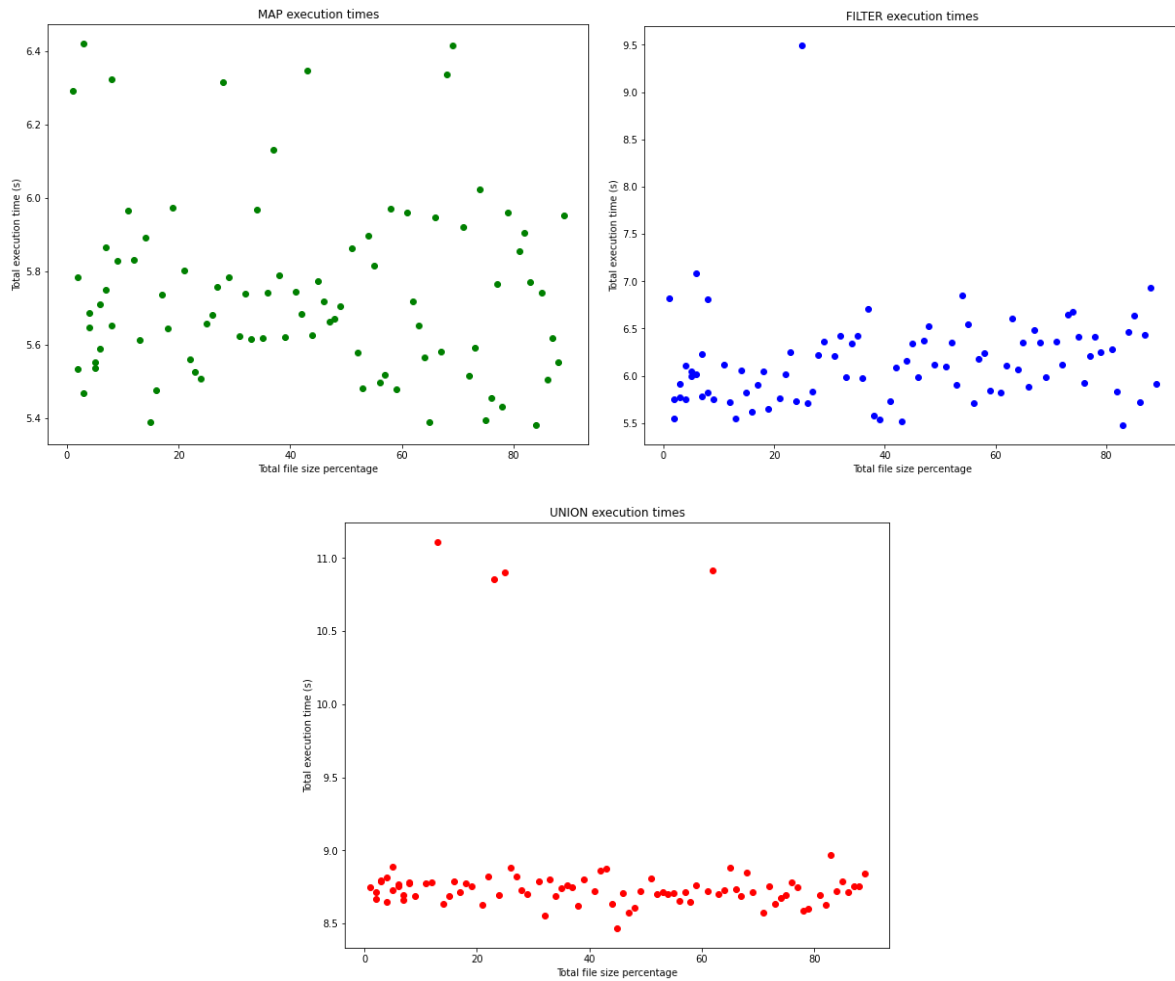 MAP execution times
6.4
6.2
6.0
5.8
5.6
5.4
Total execution time (s)
0 20 40 60 80
Total file size percentage
FILTER execution times
9.5
9.0
8.5
8.0
7.5
7.0
6.5
6.0
5.5
Total execution time (s)
0 20 40 60 80
Total file size percentage
UNION execution times
11.0
10.5
10.0
9.5
9.0
8.5
Total execution time (s)
0 20 40 60 80
Total file size percentage